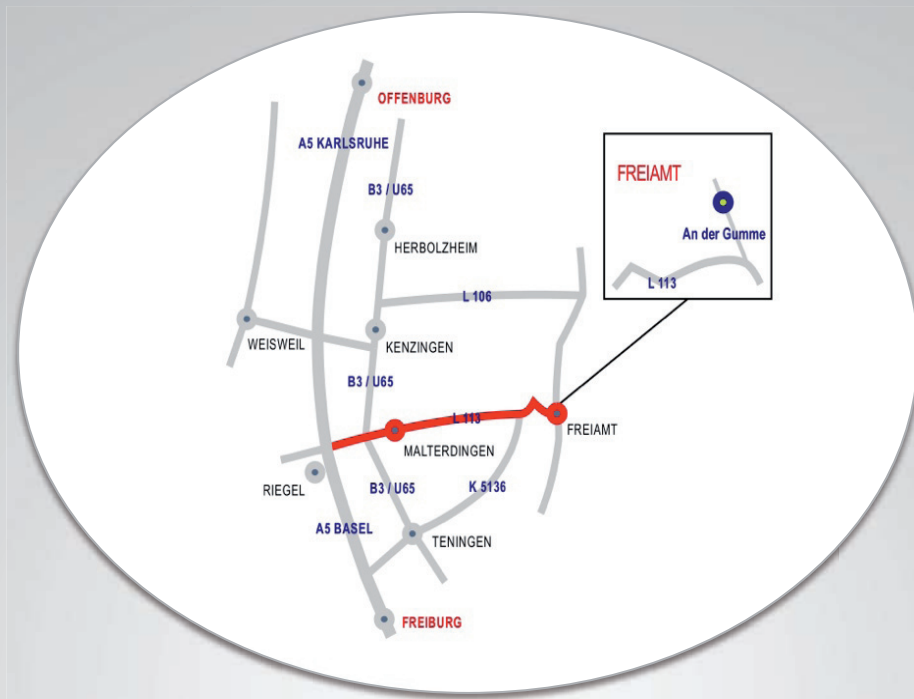 OFFENBURG
A5 KARLSRUHE
B3 / U65
HERBOLZHEIM
L 106
WEISWEIL
KENZINGEN
B3 / U65
L 113
FREIAMT
MALTERDINGEN
RIEGEL
B3 / U65
K 5136
A5 BASEL
TENINGEN
FREIBURG
FREIAMT
An der Gumme
L 113